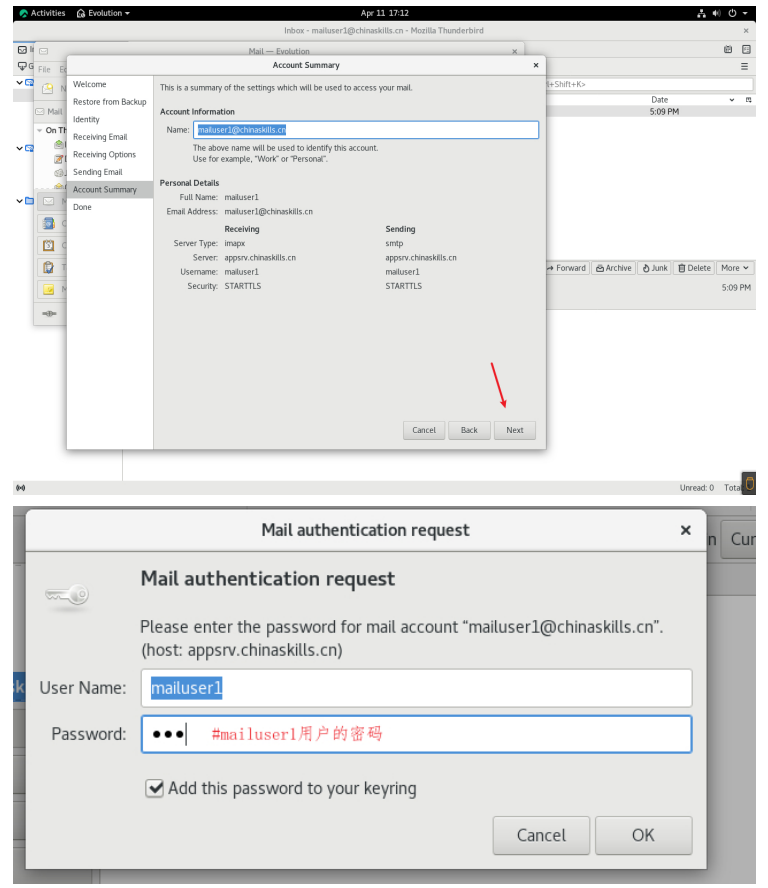 Activities Evolution Apr 11 17:12
Inbox - mailuser1@chinaskills.cn - Mozilla Thunderbird
Mail — Evolution
Account Summary
File
+Shift+K>
Welcome
Restore from Backup
Identity
Receiving Email
Receiving Options
Sending Email
Account Summary
Done
Mail
On Th
This is a summary of the settings which will be used to access your mail.
Account Information
Name: mailuser1@chinaskills.cn
The above name will be used to identify this account.
Use for example, "Work" or "Personal".
Personal Details
Full Name: mailuser1
Email Address: mailuser1@chinaskills.cn
Receiving Sending
Server Type: imapx smtp
Server: appsrv.chinaskills.cn appsrv.chinaskills.cn
Username: mailuser1 mailuser1
Security: STARTTLS STARTTLS
Cancel Back Next
Date
5:09 PM
Forward Archive Junk Delete More
5:09 PM
Unread: 0 Total
Mail authentication request
Cur
Mail authentication request
Please enter the password for mail account “mailuser1@chinaskills.cn”.
(host: appsrv.chinaskills.cn)
User Name: mailuser1
Password: ●●● #mailuser1用户的密码
Add this password to your keyring
Cancel OK